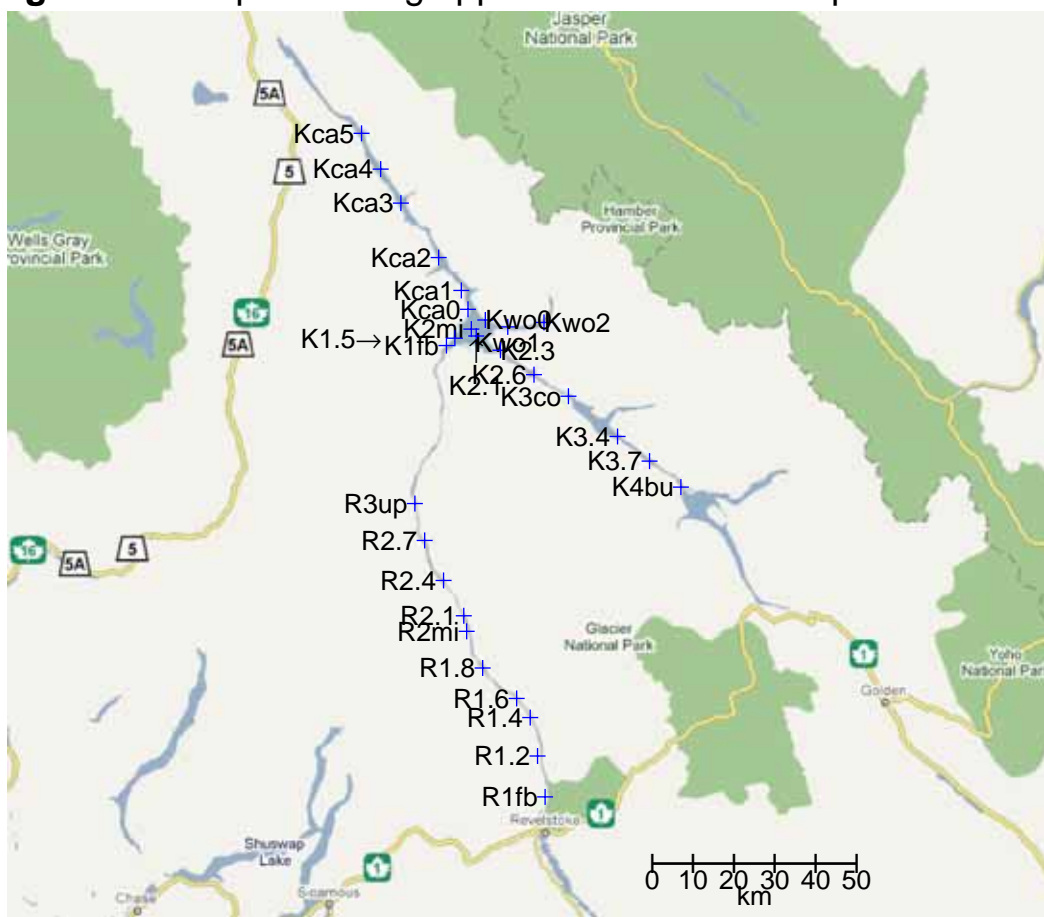 Jasper
National Park
5A
Kca5
5
Kca4
Kca3
Hamber
Provincial Park
Wells Gray
rovincial Park
Kca2
Kca1
Kca0
16
Kwo0
Kwo2
K2mi
5A
K1.5→
K1fb
Kwo1
K2.3
K2.6
K2.1
K3co
K3.4
K3.7
K4bu
R3up
R2.7
16
5A
5
R2.4
R2.1
R2mi
Glacier
National Park
1
Yoho
National Par
R1.8
Golden
R1.6
R1.4
R1.2
R1fb
1
Revelstoke
Shuswap
Lake
1
0 10 20 30 40 50
km
Chase
Sicamous